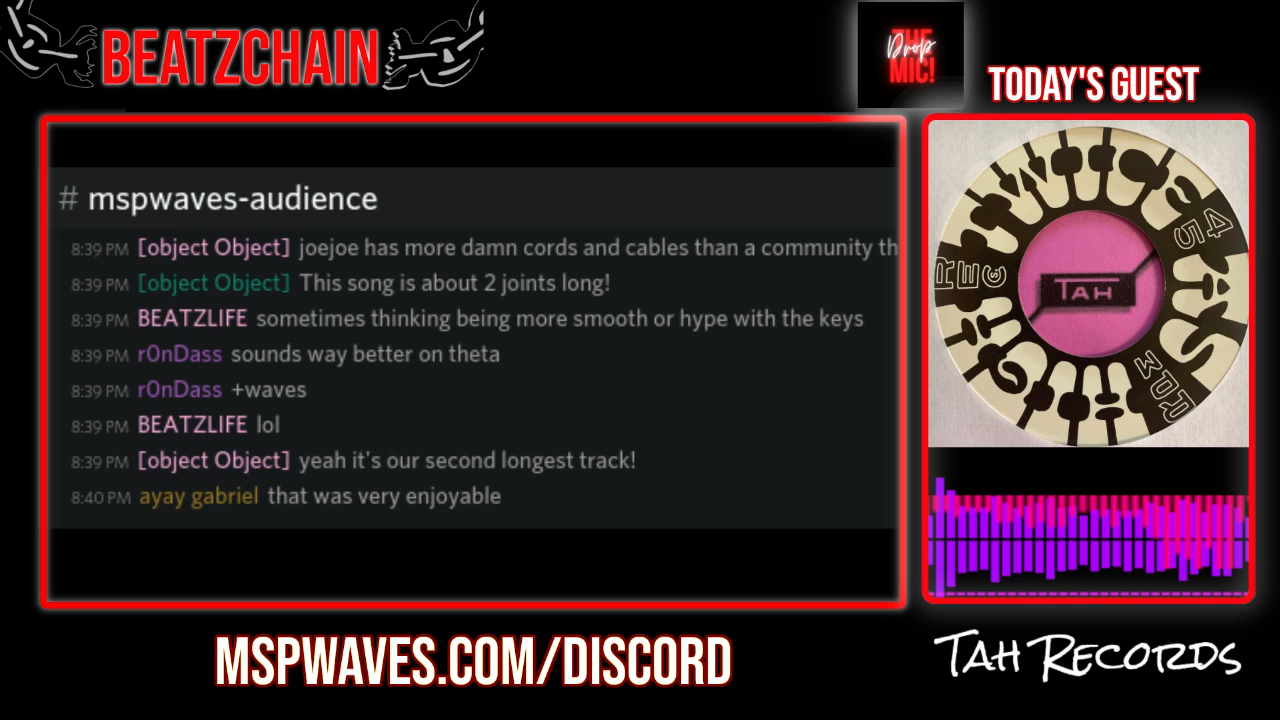 BEATZCHAIN
THE
Drop
MIC!
TODAY'S GUEST
# mspwaves-audience
8:39 PM [object Object] joejoe has more damn cords and cables than a community th
8:39 PM [object Object] This song is about 2 joints long!
8:39 PM BEATZLIFE sometimes thinking being more smooth or hype with the keys
8:39 PM r0nDass sounds way better on theta
8:39 PM r0nDass +waves
8:39 PM BEATZLIFE lol
8:39 PM [object Object] yeah it's our second longest track!
8:40 PM ayay gabriel that was very enjoyable
45
TAH
MSPWAVES.COM/DISCORD
TAH RECORDS